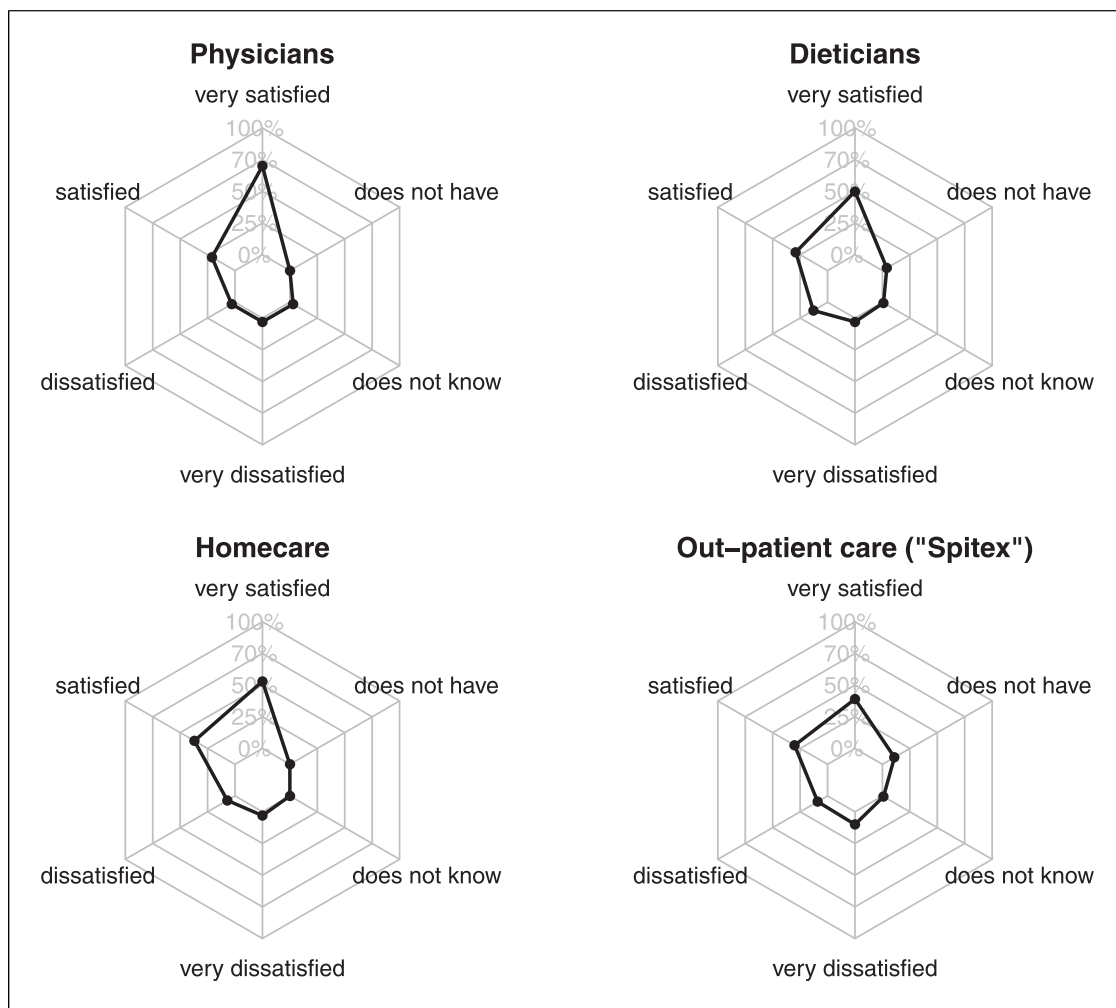 Physicians
very satisfied
100%
70%
50%
25%
0%
satisfied
does not have
dissatisfied
does not know
very dissatisfied
Dieticians
very satisfied
100%
70%
50%
25%
0%
satisfied
does not have
dissatisfied
does not know
very dissatisfied
Homecare
very satisfied
100%
70%
50%
25%
0%
satisfied
does not have
dissatisfied
does not know
very dissatisfied
Out–patient care ("Spitex")
very satisfied
100%
70%
50%
25%
0%
satisfied
does not have
dissatisfied
does not know
very dissatisfied